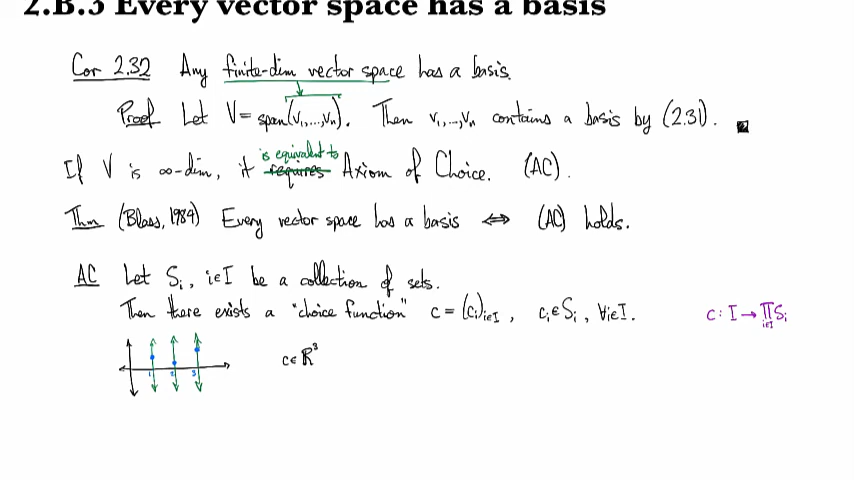 2.B.3 Every vector space has a basis
Cor 2.32 Any finite-dim vector space has a basis.
Proof Let V = span(v₁,...,vₙ). Then v₁,...,vₙ contains a basis by (2.31). ■
is equivalent to
If V is ∞-dim, it requires Axiom of Choice. (AC).
Thm (Blass, 1984) Every vector space has a basis ⇔ (AC) holds.
AC Let Sᵢ, i∈I be a collection of sets.
Then there exists a "choice function" c = (cᵢ)ᵢ∈I , cᵢ∈Sᵢ , ∀i∈I. c: I → ∏Sᵢ
i∈I
1 2 3 c∈ℝ³